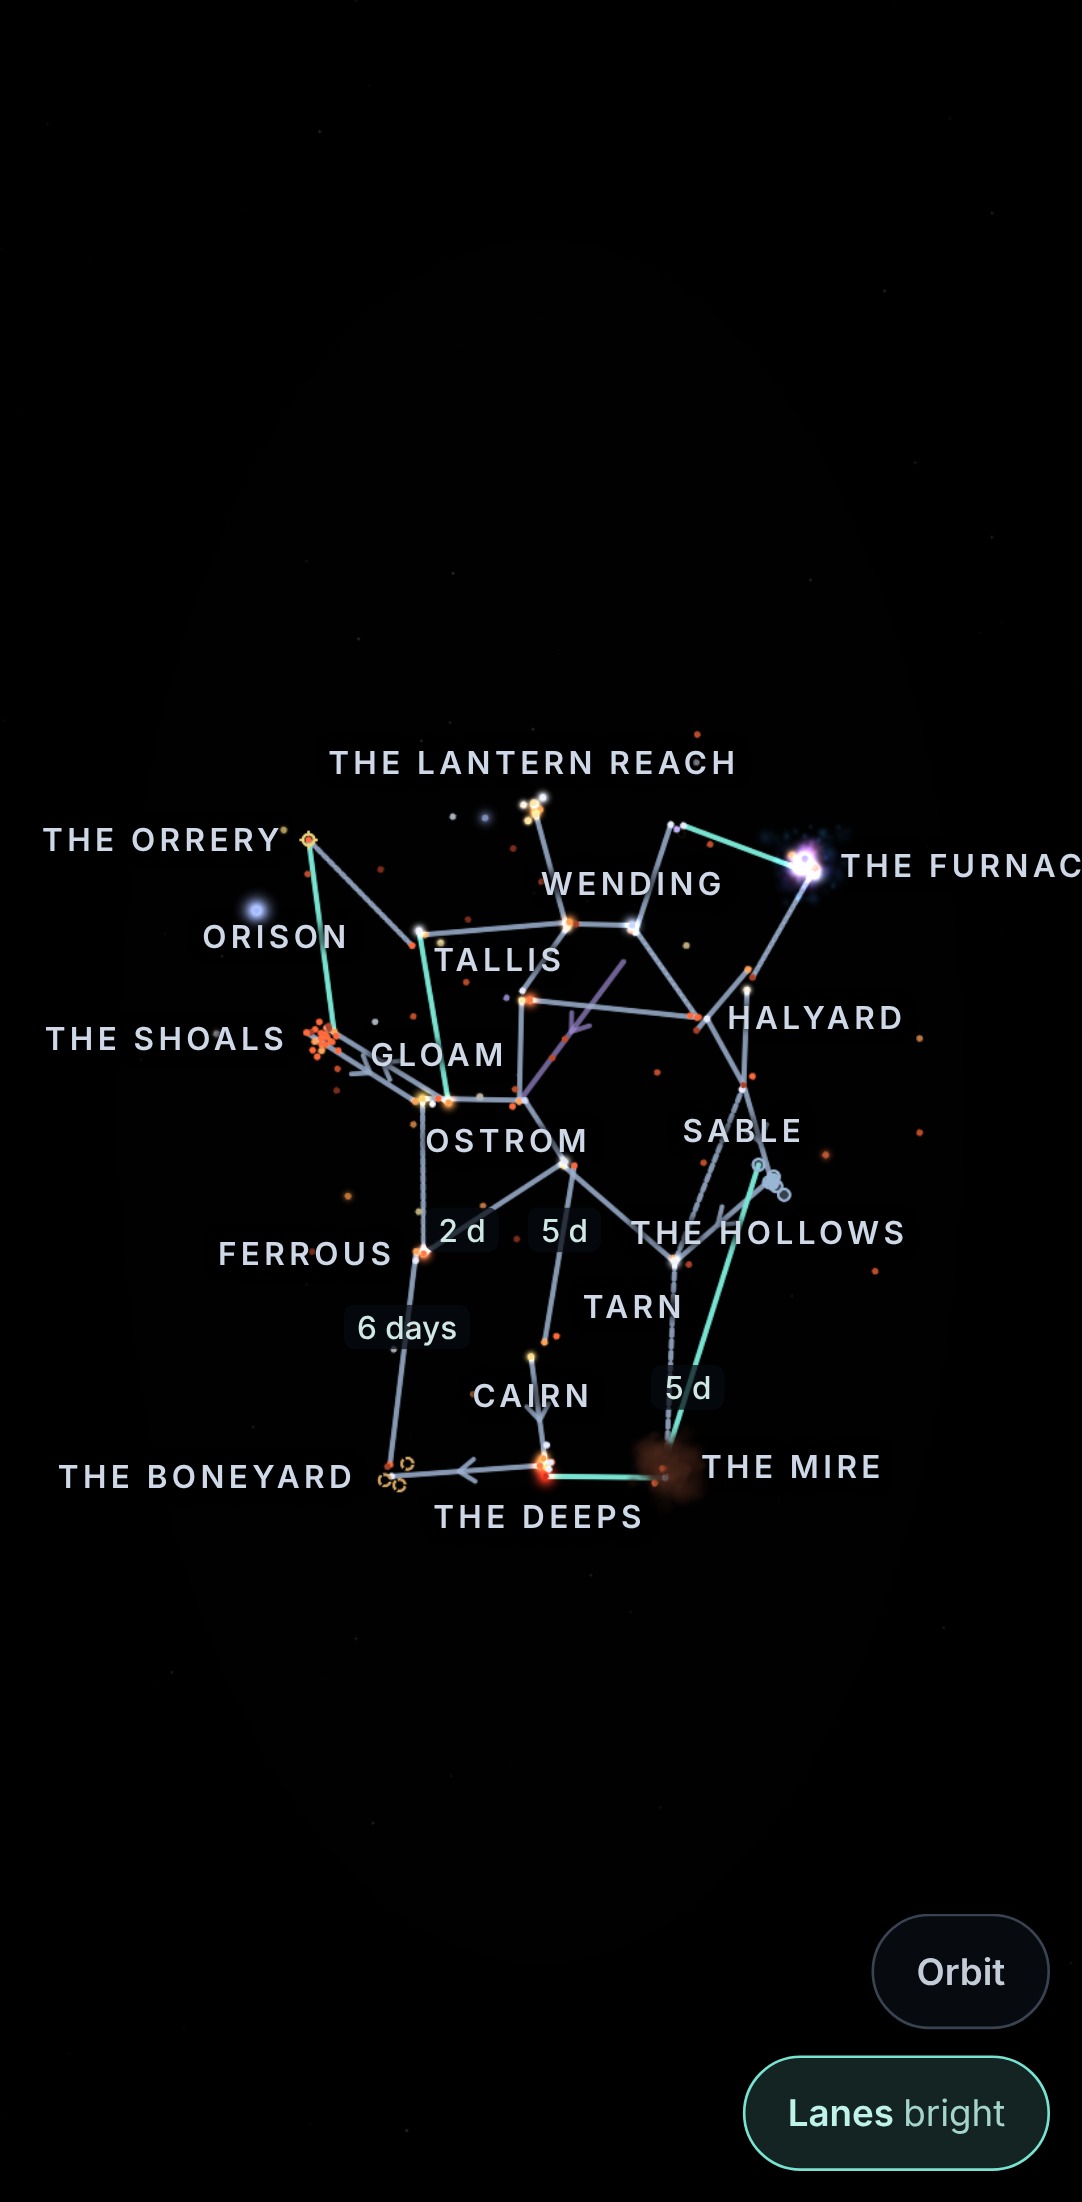 THE LANTERN REACH
THE ORRERY
THE FURNAC
WENDING
ORISON
TALLIS
HALYARD
THE SHOALS
GLOAM
SABLE
OSTROM
2 d
5 d
THE HOLLOWS
FERROUS
TARN
6 days
5 d
CAIRN
THE MIRE
THE BONEYARD
THE DEEPS
Orbit
Lanes bright